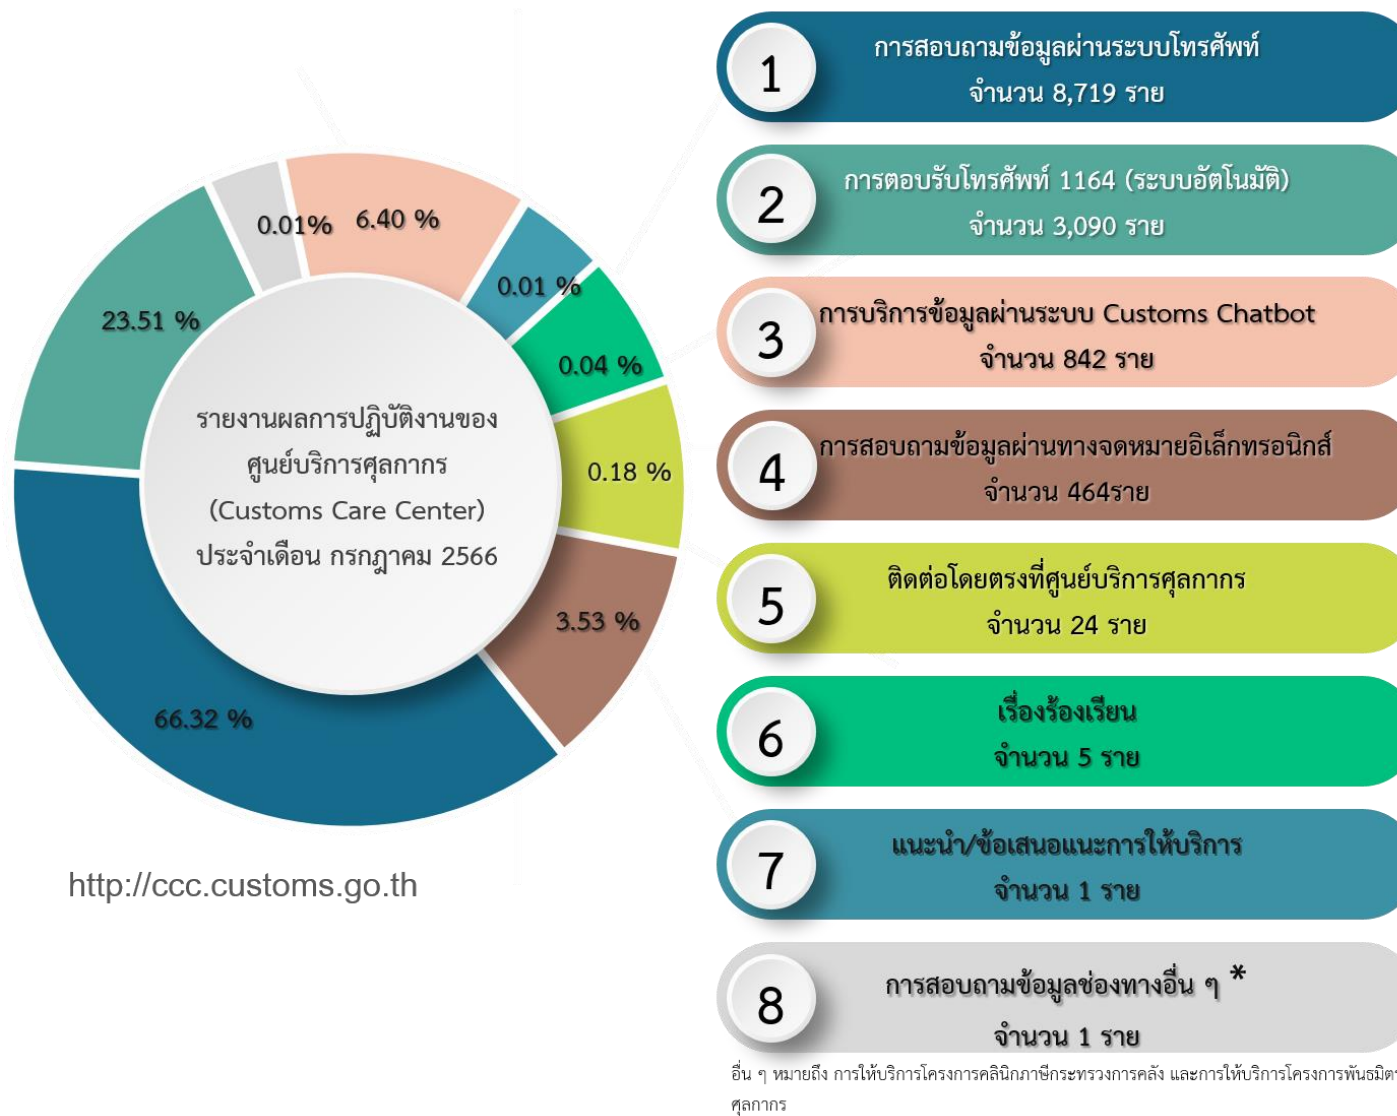 1
การสอบถามข้อมูลผ่านระบบโทรศัพท์
จำนวน 8,719 ราย
2
การตอบรับโทรศัพท์ 1164 (ระบบอัตโนมัติ)
จำนวน 3,090 ราย
3
การบริการข้อมูลผ่านระบบ Customs Chatbot
จำนวน 842 ราย
4
การสอบถามข้อมูลผ่านทางจดหมายอิเล็กทรอนิกส์
จำนวน 464ราย
5
ติดต่อโดยตรงที่ศูนย์บริการศุลกากร
จำนวน 24 ราย
6
เรื่องร้องเรียน
จำนวน 5 ราย
7
แนะนำ/ข้อเสนอแนะการให้บริการ
จำนวน 1 ราย
8
การสอบถามข้อมูลช่องทางอื่น ๆ *
จำนวน 1 ราย
อื่น ๆ หมายถึง การให้บริการโครงการคลินิกภาษีกระทรวงการคลัง และการให้บริการโครงการพันธมิตร
ศุลกากร
0.01%
6.40 %
0.01 %
23.51 %
0.04 %
0.18 %
3.53 %
66.32 %
รายงานผลการปฏิบัติงานของ
ศูนย์บริการศุลกากร
(Customs Care Center)
ประจำเดือน กรกฎาคม 2566
http://ccc.customs.go.th